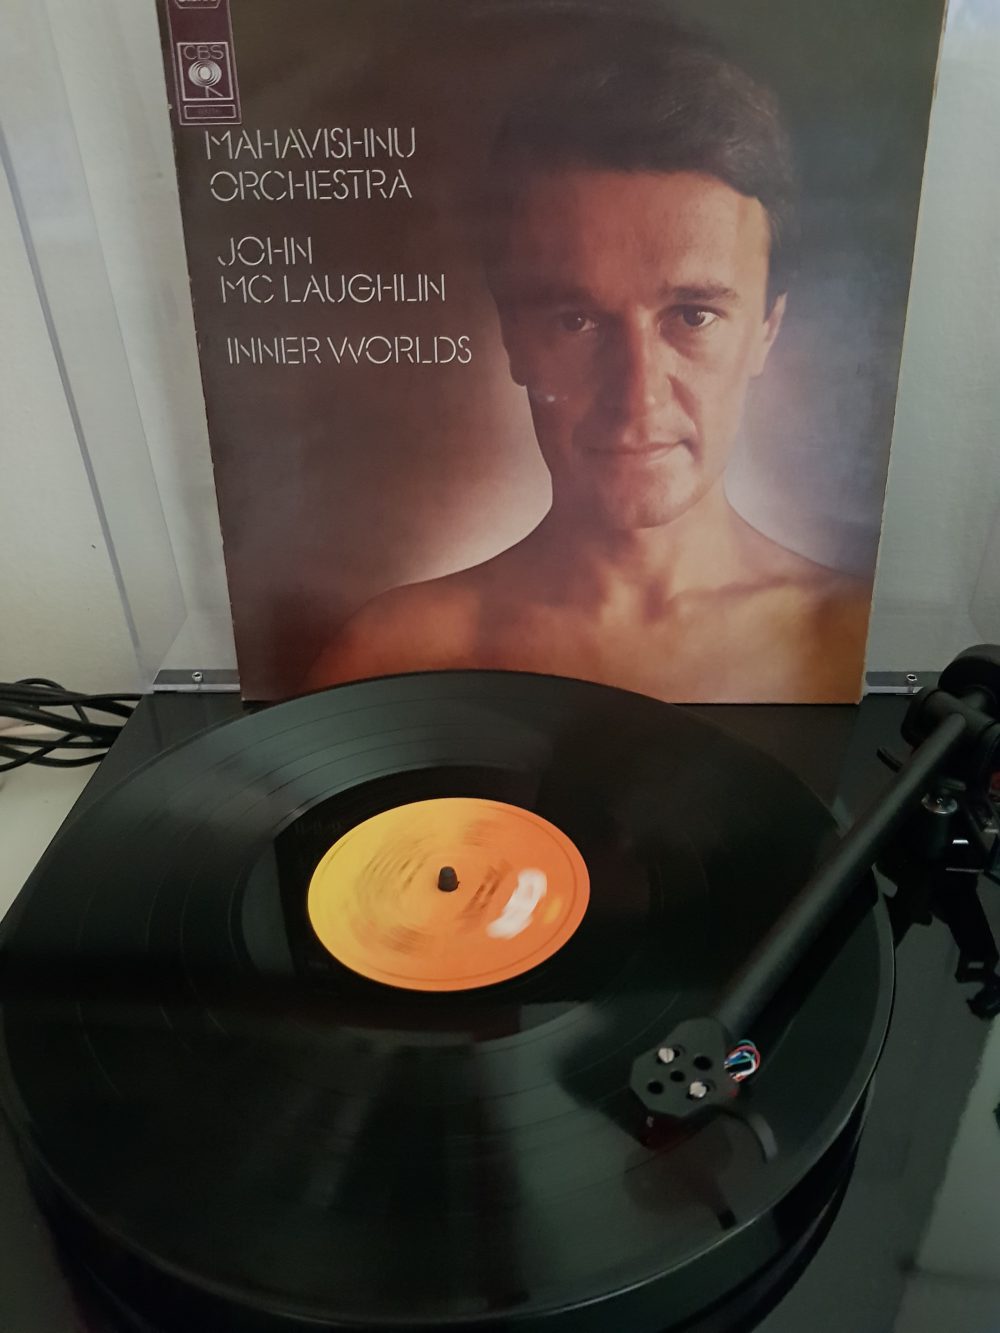 CBS
MAHAVISHNU
ORCHESTRA
JOHN
MC LAUGHLIN
INNER WORLDS